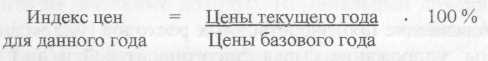 Индекс цен = Цены текущего года · 100 %
для данного года Цены базового года